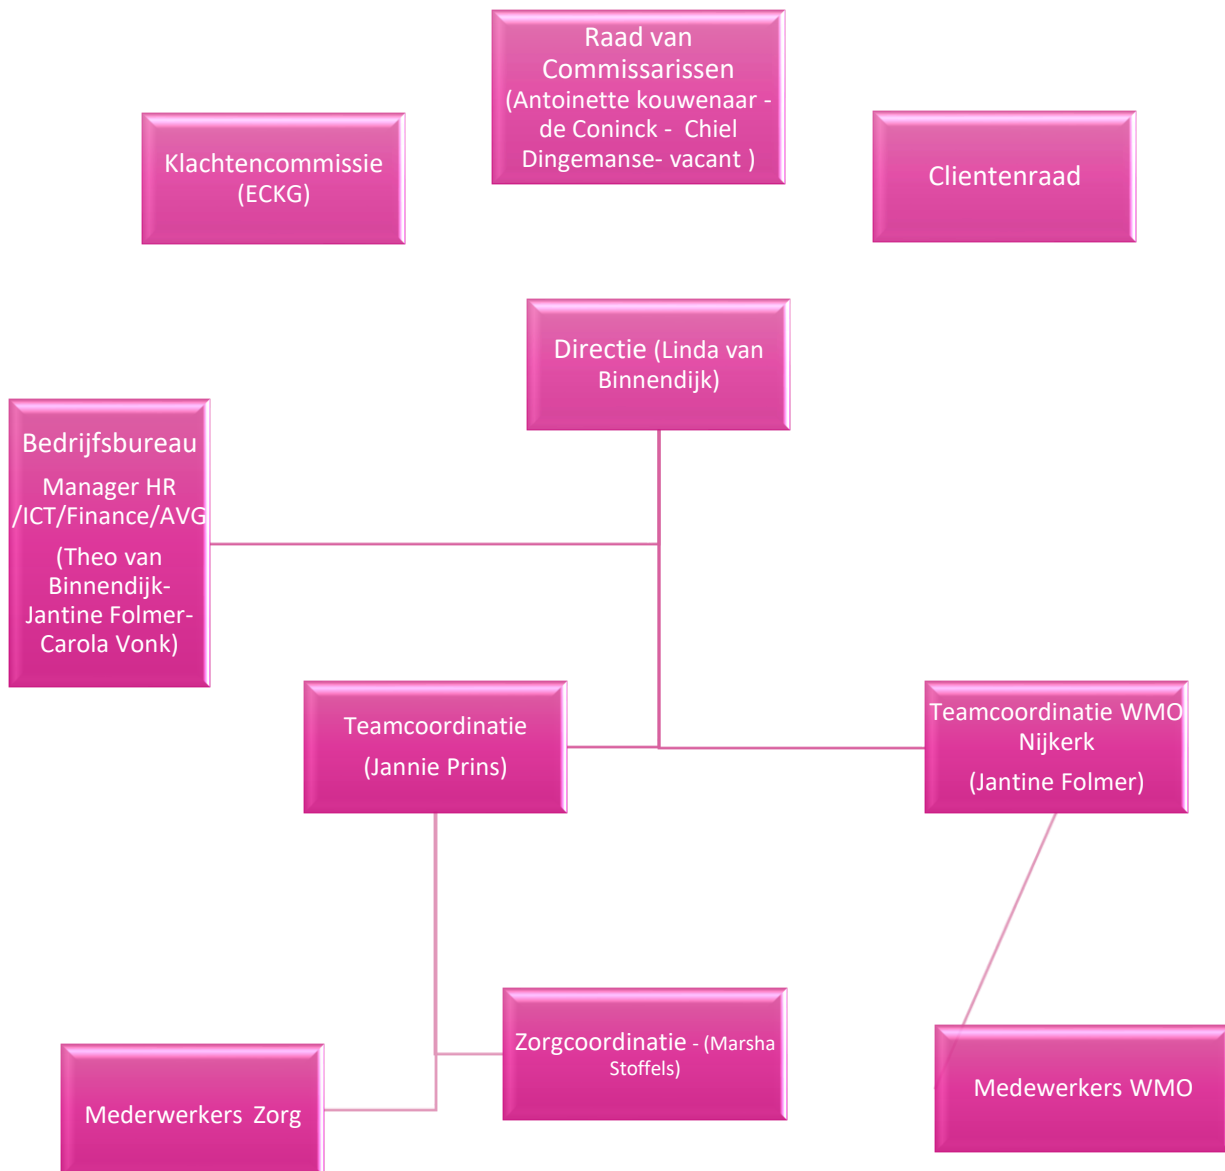 Raad van
Commissarissen
(Antoinette kouwenaar -
de Coninck - Chiel
Dingemanse- vacant )
Klachtencommissie
(ECKG)
Clientenraad
Directie (Linda van
Binnendijk)
Bedrijfsbureau
Manager HR
/ICT/Finance/AVG
(Theo van
Binnendijk-
Jantine Folmer-
Carola Vonk)
Teamcoordinatie
(Jannie Prins)
Teamcoordinatie WMO
Nijkerk
(Jantine Folmer)
Zorgcoordinatie - (Marsha
Stoffels)
Mederwerkers Zorg
Medewerkers WMO